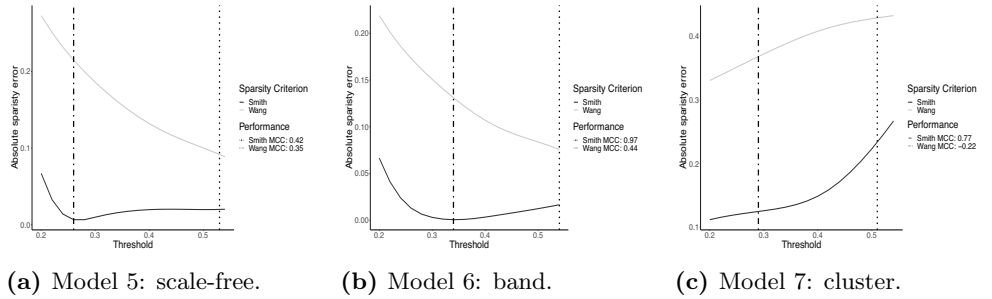 Absolute sparisty error
0.2
0.1
0.0
0.2
0.3
0.4
0.5
Threshold
Sparsity Criterion
Smith
Wang
Performance
Smith MCC: 0.42
Wang MCC: 0.35
(a) Model 5: scale-free.
Absolute sparisty error
0.20
0.15
0.10
0.05
0.00
0.2
0.3
0.4
0.5
Threshold
Sparsity Criterion
Smith
Wang
Performance
Smith MCC: 0.97
Wang MCC: 0.44
(b) Model 6: band.
Absolute sparisty error
0.4
0.3
0.2
0.1
0.2
0.3
0.4
0.5
Threshold
Sparsity Criterion
Smith
Wang
Performance
Smith MCC: 0.77
Wang MCC: −0.22
(c) Model 7: cluster.